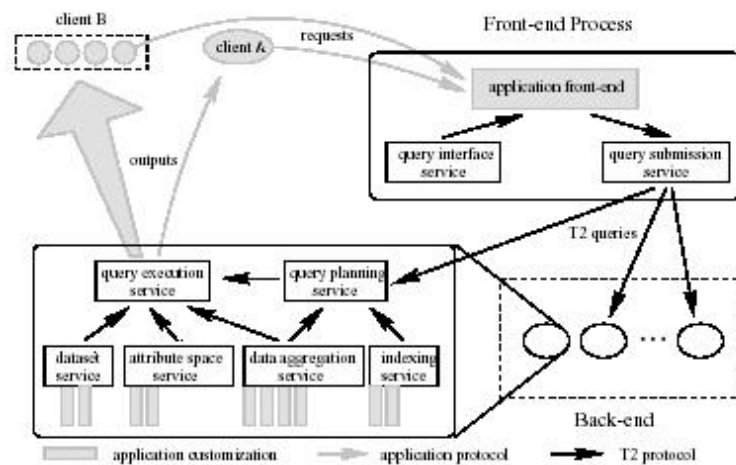 client B
Front-end Process
client A
requests
application front-end
query interface
service
query submission
service
outputs
T2 queries
query execution
service
query planning
service
dataset
service
attribute space
service
data aggregation
service
indexing
service
Back-end
application customization
application protocol
T2 protocol